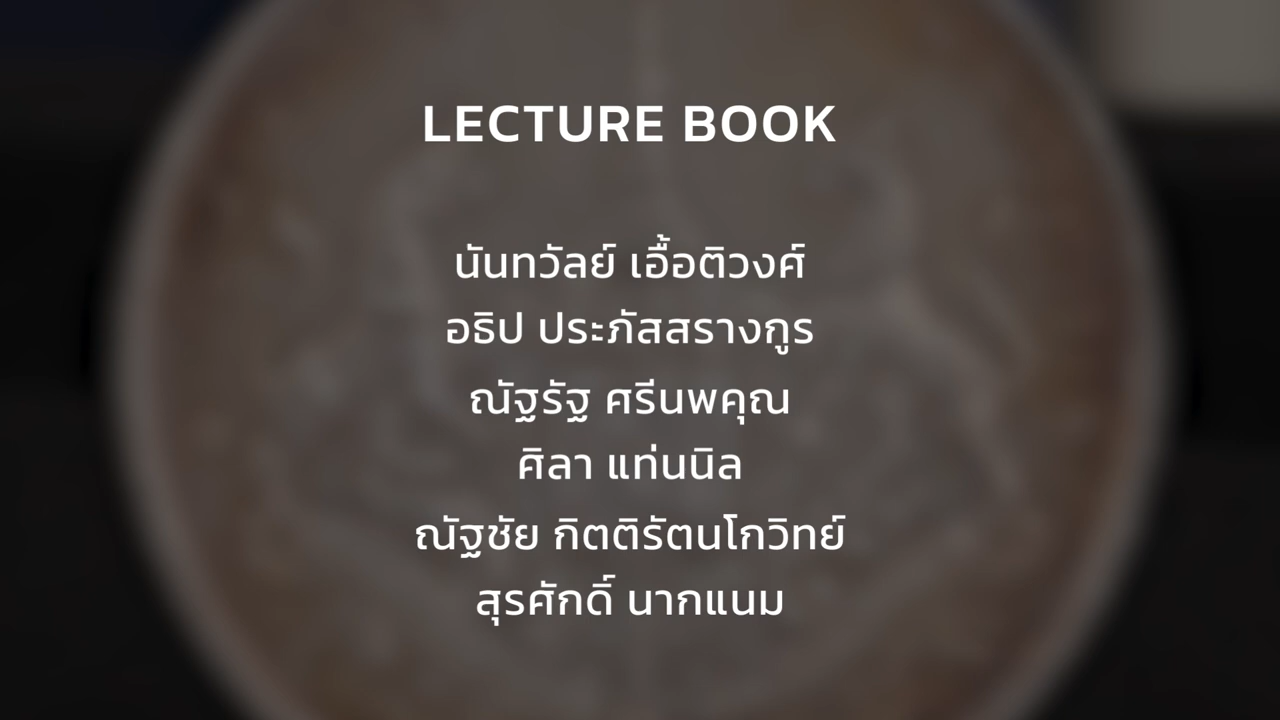 LECTURE BOOK
นันทวัลย์ เอื้อติวงศ์
อธิป ประภัสสรางกูร
ณัฐรัฐ ศรีนพคุณ
ศิลา แท่นนิล
ณัฐชัย กิตติรัตนโกวิทย์
สุรศักดิ์ นากแนม